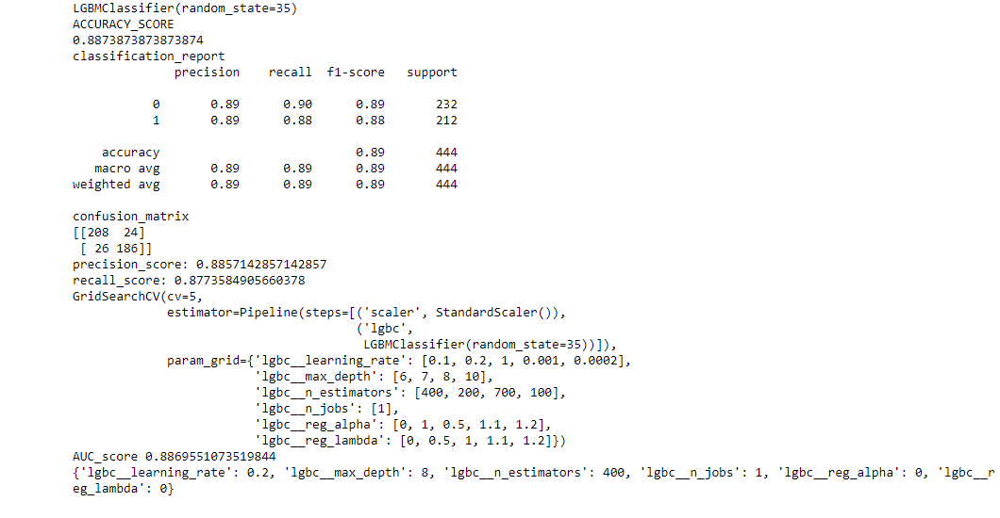 LGBMClassifier(random_state=35)
ACCURACY_SCORE
0.8873873873873874
classification_report
              precision    recall  f1-score   support

           0       0.89      0.90      0.89       232
           1       0.89      0.88      0.88       212

    accuracy                           0.89       444
   macro avg       0.89      0.89      0.89       444
weighted avg       0.89      0.89      0.89       444

confusion_matrix
[[208  24]
 [ 26 186]]
precision_score: 0.8857142857142857
recall_score: 0.8773584905660378
GridSearchCV(cv=5,
             estimator=Pipeline(steps=[('scaler', StandardScaler()),
                                       ('lgbc',
                                        LGBMClassifier(random_state=35))]),
             param_grid={'lgbc__learning_rate': [0.1, 0.2, 1, 0.001, 0.0002],
                         'lgbc__max_depth': [6, 7, 8, 10],
                         'lgbc__n_estimators': [400, 200, 700, 100],
                         'lgbc__n_jobs': [1],
                         'lgbc__reg_alpha': [0, 1, 0.5, 1.1, 1.2],
                         'lgbc__reg_lambda': [0, 0.5, 1, 1.1, 1.2]})
AUC_score 0.8869551073519844
{'lgbc__learning_rate': 0.2, 'lgbc__max_depth': 8, 'lgbc__n_estimators': 400, 'lgbc__n_jobs': 1, 'lgbc__reg_alpha': 0, 'lgbc__r
eg_lambda': 0}